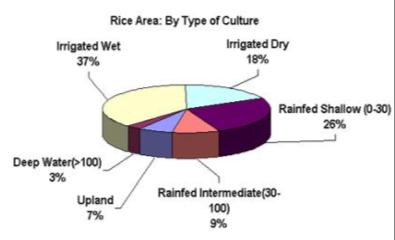 Rice Area: By Type of Culture
Irrigated Wet
37%
Irrigated Dry
18%
Rainfed Shallow (0-30)
26%
Deep Water(>100)
3%
Upland
7%
Rainfed Intermediate(30-
100)
9%